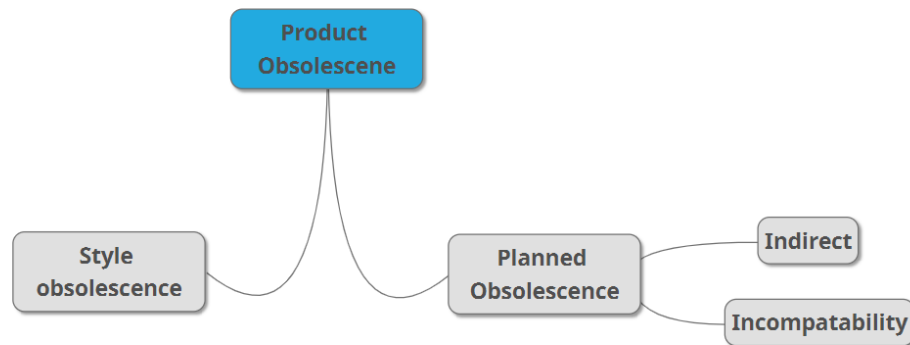 Product
Obsolescene
Style
obsolescence
Planned
Obsolescence
Indirect
Incompatability